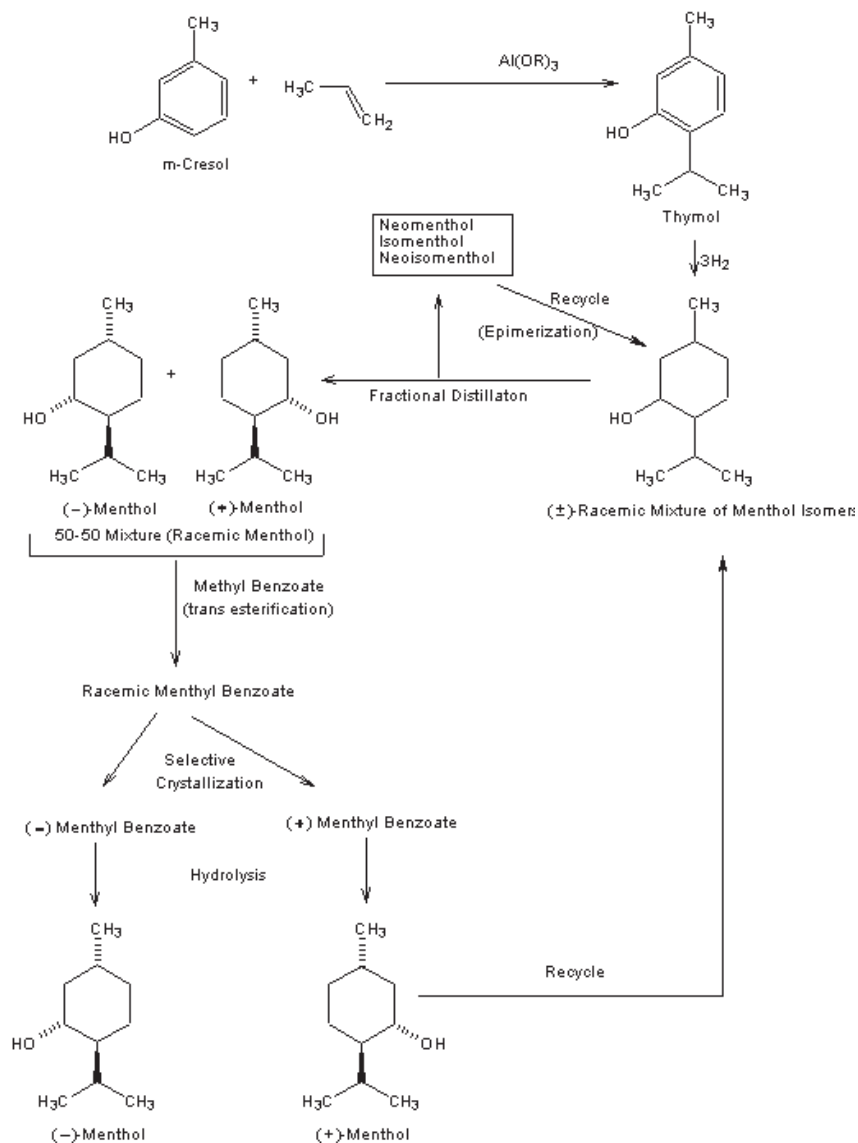 CH₃
+
H₃C
CH₂
HO
m-Cresol
Al(OR)₃
CH₃
HO
H₃C
CH₃
Thymol
3H₂
Neomenthol
Isomenthol
Neoisomenthol
Recycle
(Epimerization)
Fractional Distillaton
CH₃
HO
H₃C
CH₃
(±)-Racemic Mixture of Menthol Isomers
CH₃
HO
H₃C
CH₃
(−)-Menthol
+
CH₃
OH
H₃C
CH₃
(+)-Menthol
50-50 Mixture (Racemic Menthol)
Methyl Benzoate
(trans esterification)
Racemic Menthyl Benzoate
Selective
Crystallization
(−) Menthyl Benzoate
(+) Menthyl Benzoate
Hydrolysis
CH₃
HO
H₃C
CH₃
(−)-Menthol
CH₃
OH
H₃C
CH₃
(+)-Menthol
Recycle